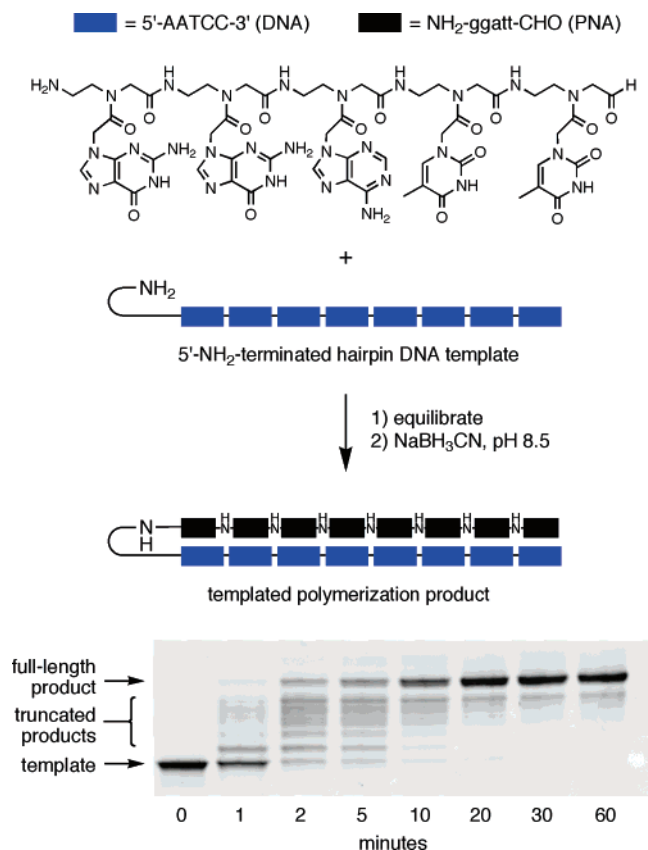 = 5'-AATCC-3' (DNA) = NH2-ggatt-CHO (PNA)
H2N N O H N N O H N N O H N N O H N N H O
O O O O O
N N NH2 N N NH2 N N N N O N O
N NH N NH N N NH NH
O O NH2 O O
+
NH2
5'-NH2-terminated hairpin DNA template
1) equilibrate
2) NaBH3CN, pH 8.5
N H H N H N H N H N H N H N H N
templated polymerization product
full-length
product
truncated
products
template
0 1 2 5 10 20 30 60
minutes